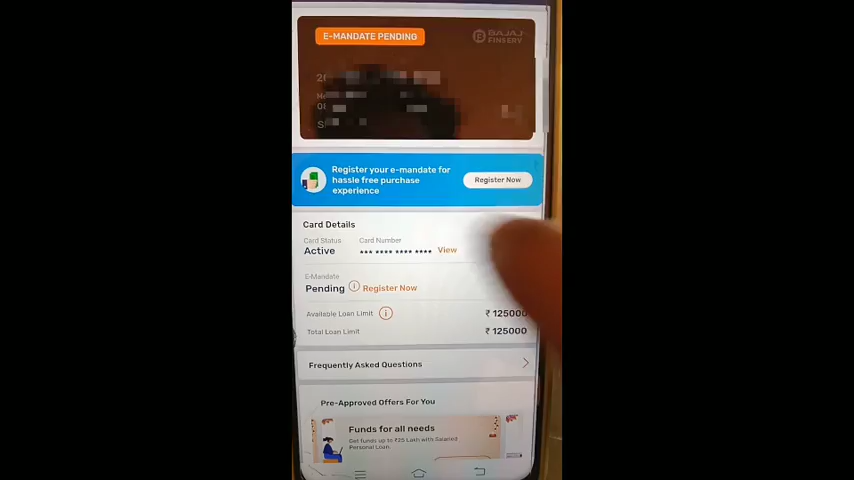 E-MANDATE PENDING
BAJAJ
FINSERV
Register your e-mandate for
hassle free purchase
experience
Register Now
Card Details
Card Status
Card Number
Active
*** **** **** ****
View
E-Mandate
Pending
Register Now
Available Loan Limit
₹ 125000
Total Loan Limit
₹ 125000
Frequently Asked Questions
Pre-Approved Offers For You
Funds for all needs
Get funds up to ₹25 Lakh with Salaried
Personal Loan.